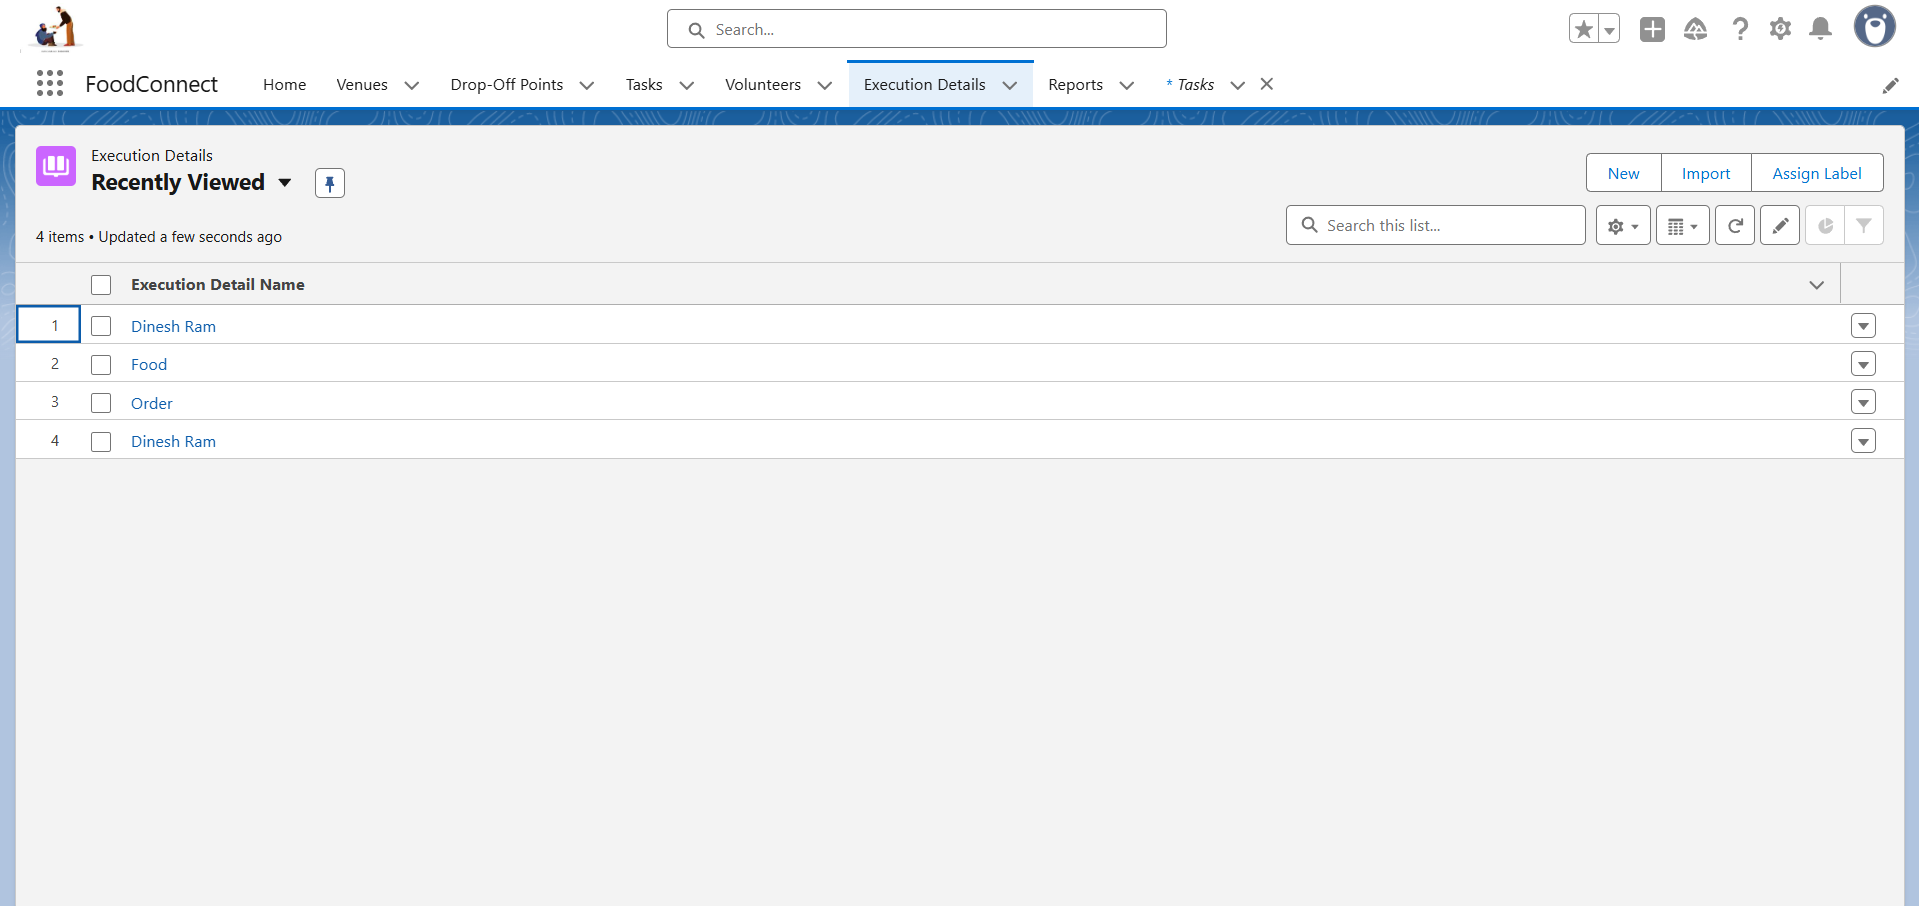 Search...
FoodConnect Home Venues Drop-Off Points Tasks Volunteers Execution Details Reports * Tasks
Execution Details
Recently Viewed
New Import Assign Label
4 items • Updated a few seconds ago
Search this list...
Execution Detail Name
1 Dinesh Ram
2 Food
3 Order
4 Dinesh Ram